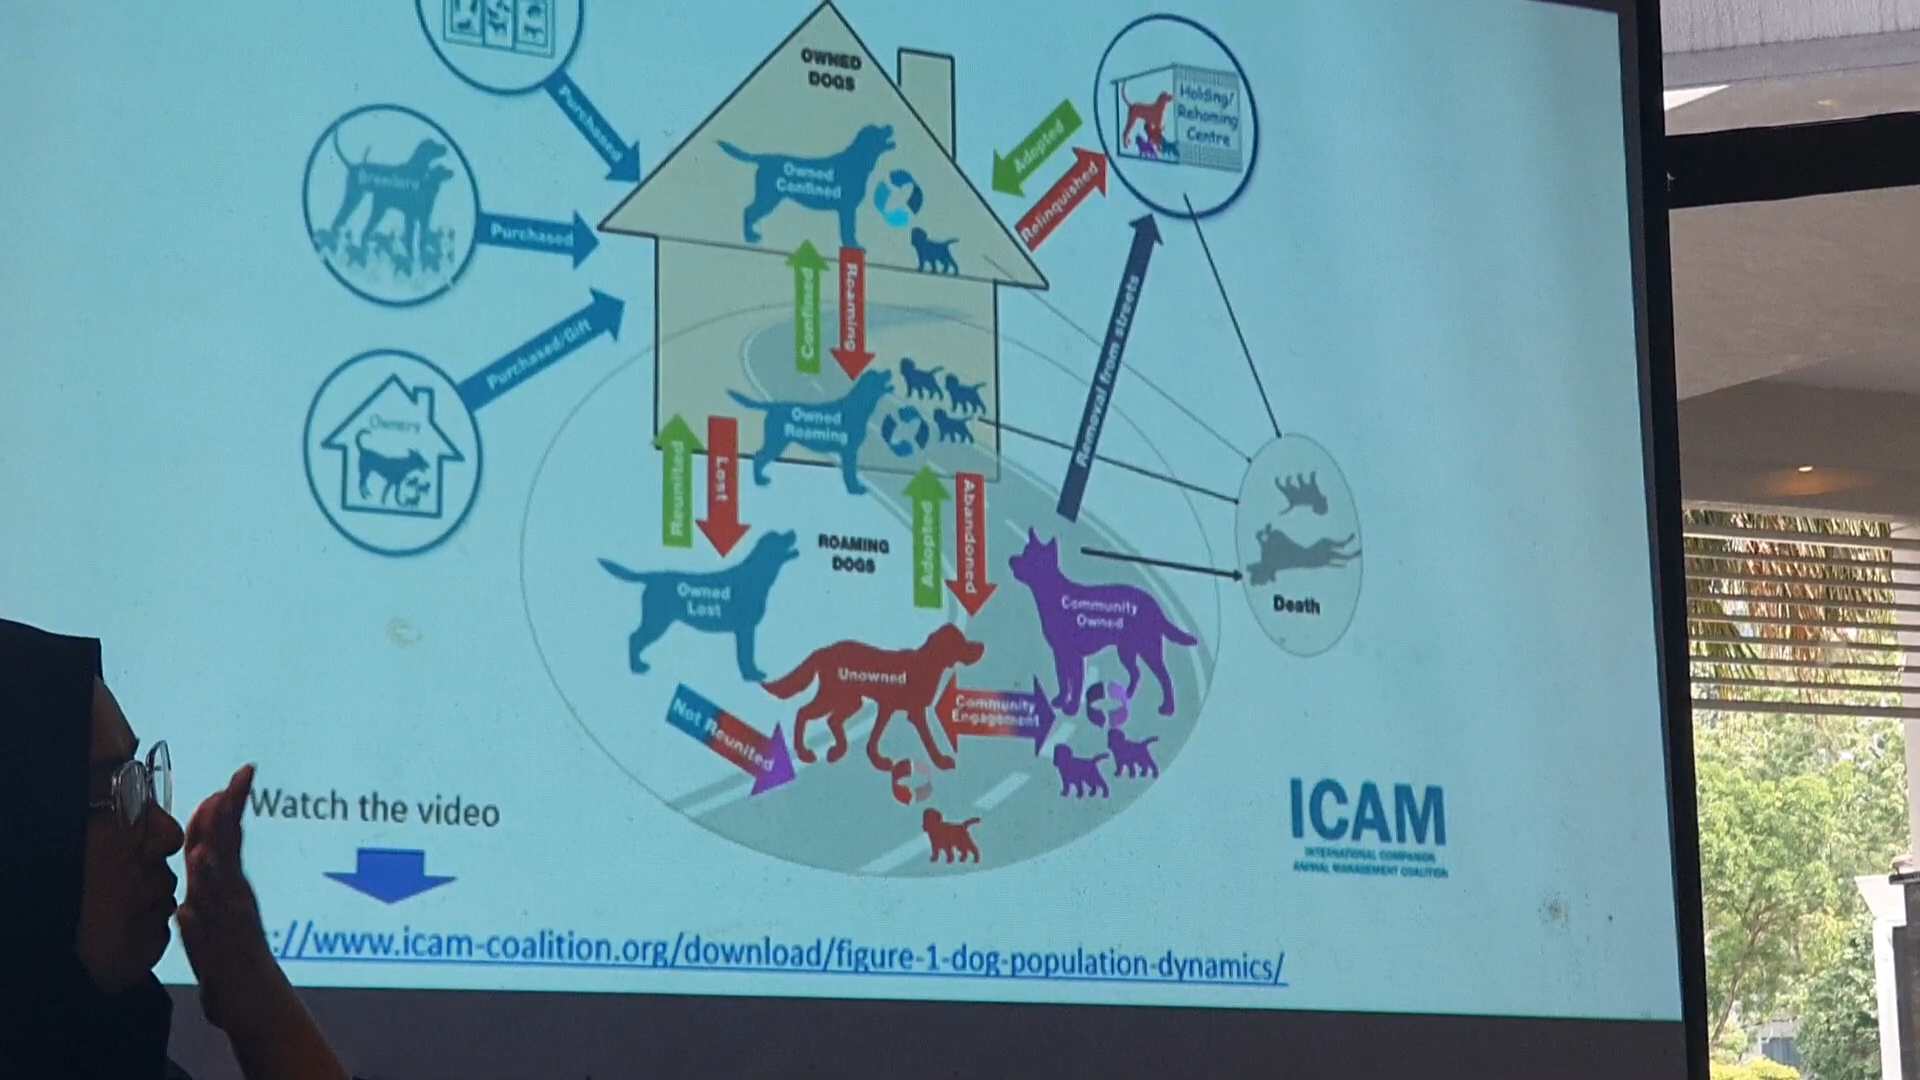 OWNED
DOGS
Purchased
Breeders
Purchased
Purchased/Gift
Owners
Owned
Confined
Adopted
Relinquished
Holding/
Rehoming
Centre
Confined
Roaming
Owned
Roaming
Removal from streets
Reunited
Lost
ROAMING
DOGS
Adopted
Abandoned
Owned
Lost
Unowned
Community
Owned
Community
Engagement
Not Reunited
Death
Watch the video
ICAM
INTERNATIONAL COMPANION
ANIMAL MANAGEMENT COALITION
://www.icam-coalition.org/download/figure-1-dog-population-dynamics/